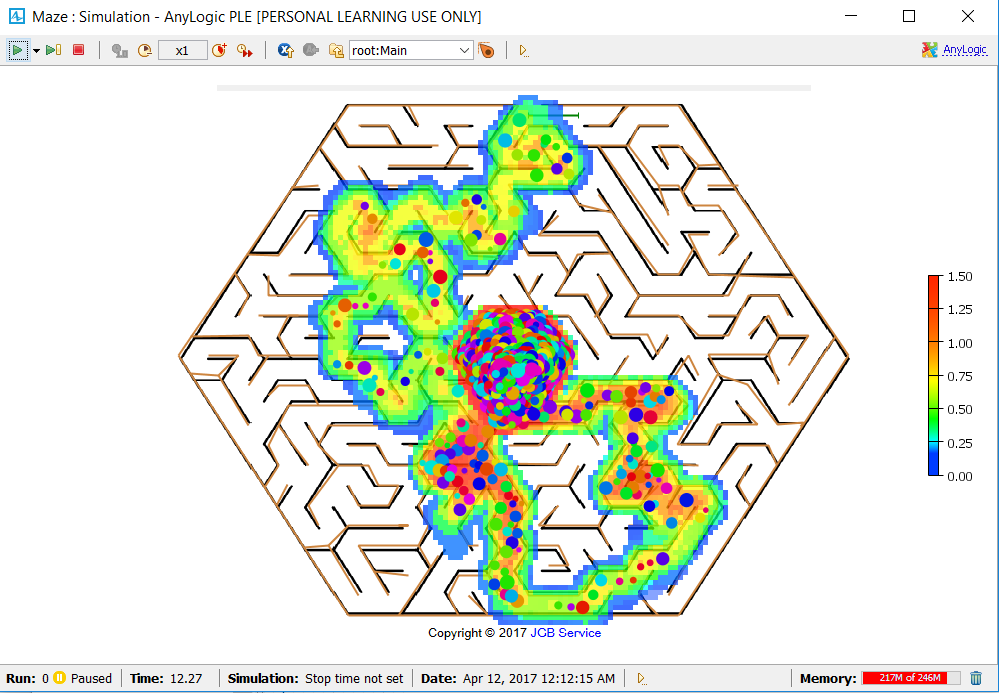 Maze : Simulation - AnyLogic PLE [PERSONAL LEARNING USE ONLY]
x1
root:Main
AnyLogic
1.50
1.25
1.00
0.75
0.50
0.25
0.00
Copyright © 2017 JCB Service
Run: 0 Paused Time: 12.27 Simulation: Stop time not set Date: Apr 12, 2017 12:12:15 AM Memory: 217M of 246M